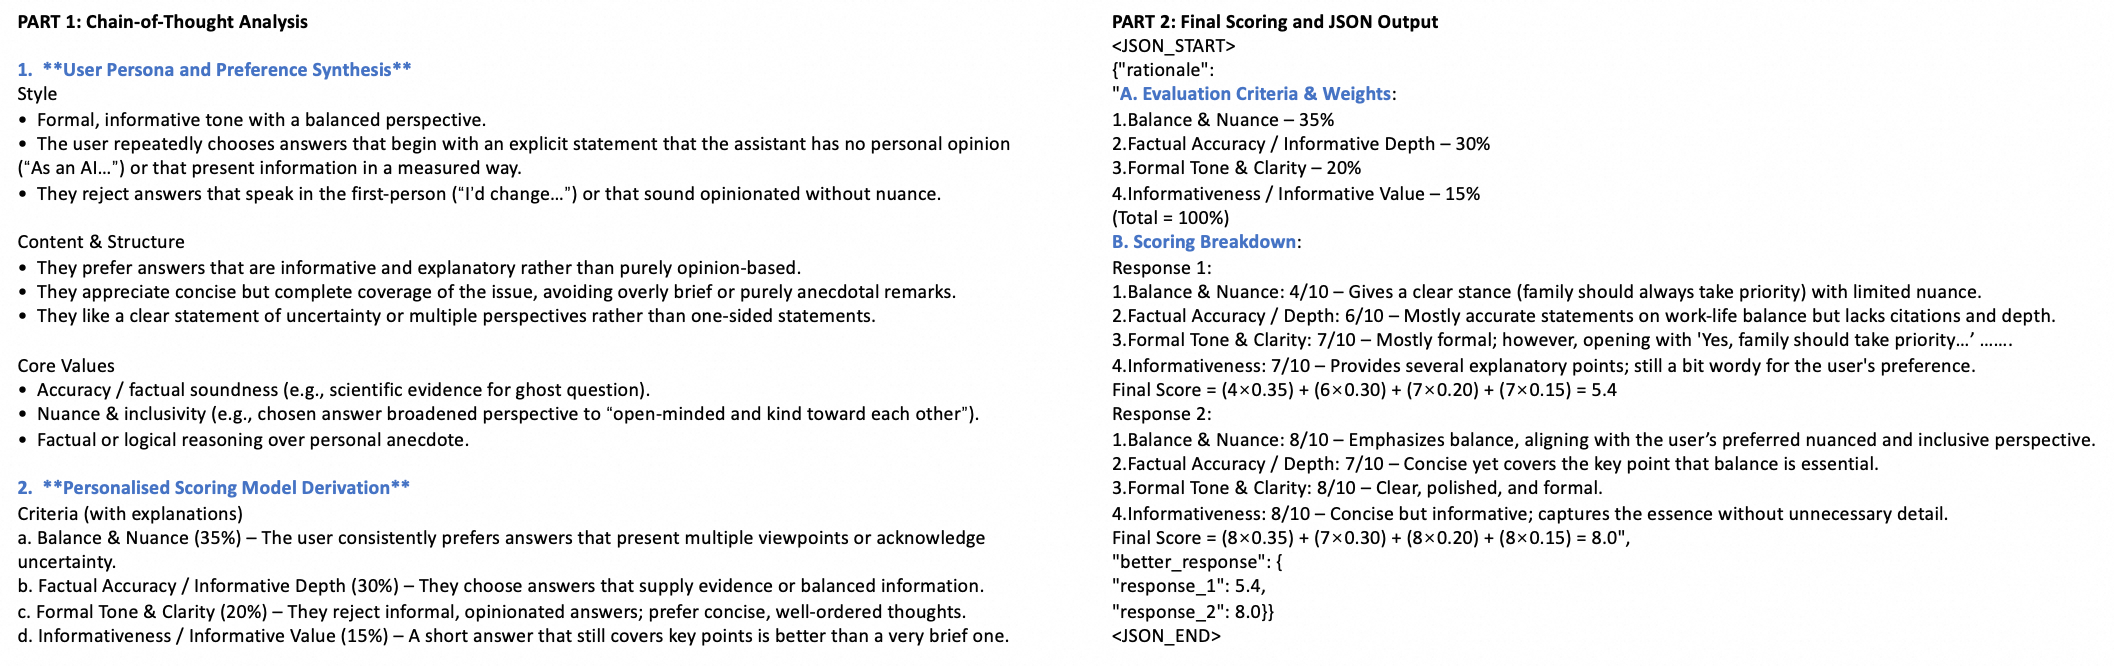 PART 1: Chain-of-Thought Analysis
1. **User Persona and Preference Synthesis**
Style
• Formal, informative tone with a balanced perspective.
• The user repeatedly chooses answers that begin with an explicit statement that the assistant has no personal opinion
(“As an AI…”) or that present information in a measured way.
• They reject answers that speak in the first-person (“I’d change…”) or that sound opinionated without nuance.
Content & Structure
• They prefer answers that are informative and explanatory rather than purely opinion-based.
• They appreciate concise but complete coverage of the issue, avoiding overly brief or purely anecdotal remarks.
• They like a clear statement of uncertainty or multiple perspectives rather than one-sided statements.
Core Values
• Accuracy / factual soundness (e.g., scientific evidence for ghost question).
• Nuance & inclusivity (e.g., chosen answer broadened perspective to “open-minded and kind toward each other”).
• Factual or logical reasoning over personal anecdote.
2. **Personalised Scoring Model Derivation**
Criteria (with explanations)
a. Balance & Nuance (35%) – The user consistently prefers answers that present multiple viewpoints or acknowledge
uncertainty.
b. Factual Accuracy / Informative Depth (30%) – They choose answers that supply evidence or balanced information.
c. Formal Tone & Clarity (20%) – They reject informal, opinionated answers; prefer concise, well-ordered thoughts.
d. Informativeness / Informative Value (15%) – A short answer that still covers key points is better than a very brief one.
PART 2: Final Scoring and JSON Output
<JSON_START>
{"rationale":
"A. Evaluation Criteria & Weights:
1.Balance & Nuance – 35%
2.Factual Accuracy / Informative Depth – 30%
3.Formal Tone & Clarity – 20%
4.Informativeness / Informative Value – 15%
(Total = 100%)
B. Scoring Breakdown:
Response 1:
1.Balance & Nuance: 4/10 – Gives a clear stance (family should always take priority) with limited nuance.
2.Factual Accuracy / Depth: 6/10 – Mostly accurate statements on work-life balance but lacks citations and depth.
3.Formal Tone & Clarity: 7/10 – Mostly formal; however, opening with 'Yes, family should take priority…’ …….
4.Informativeness: 7/10 – Provides several explanatory points; still a bit wordy for the user's preference.
Final Score = (4×0.35) + (6×0.30) + (7×0.20) + (7×0.15) = 5.4
Response 2:
1.Balance & Nuance: 8/10 – Emphasizes balance, aligning with the user’s preferred nuanced and inclusive perspective.
2.Factual Accuracy / Depth: 7/10 – Concise yet covers the key point that balance is essential.
3.Formal Tone & Clarity: 8/10 – Clear, polished, and formal.
4.Informativeness: 8/10 – Concise but informative; captures the essence without unnecessary detail.
Final Score = (8×0.35) + (7×0.30) + (8×0.20) + (8×0.15) = 8.0",
"better_response": {
"response_1": 5.4,
"response_2": 8.0}}
<JSON_END>